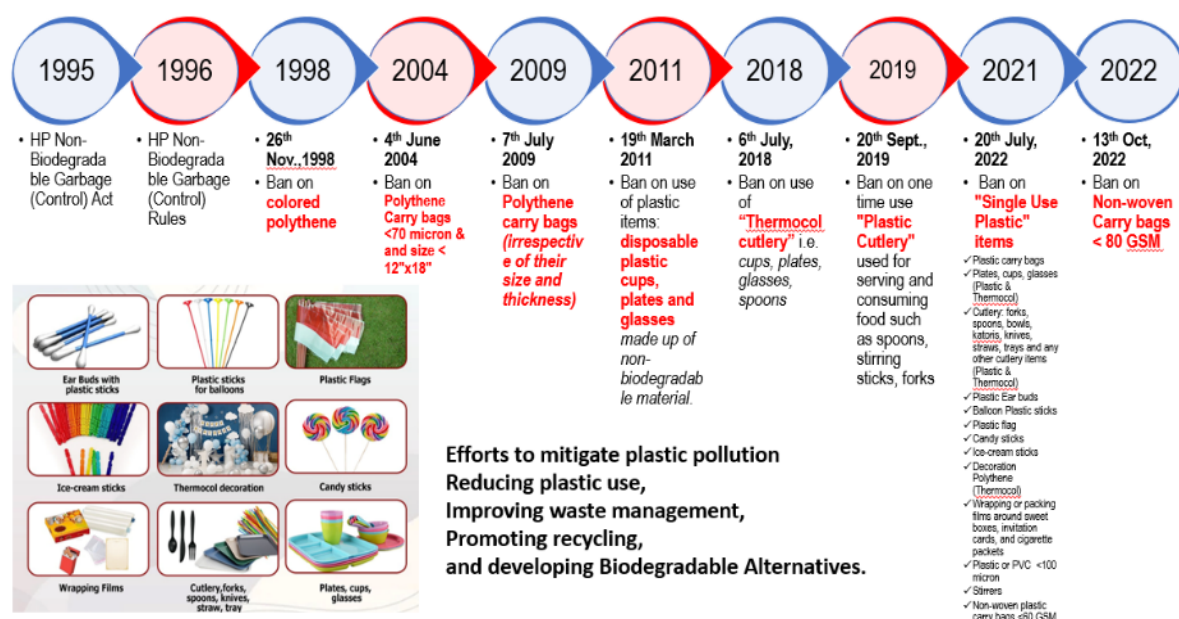 1995
1996
1998
2004
2009
2011
2018
2019
2021
2022
• HP Non-
Biodegrada
ble Garbage
(Control) Act
• HP Non-
Biodegrada
ble Garbage
(Control)
Rules
• 26th
Nov.,1998
• Ban on
colored
polythene
• 4th June
2004
• Ban on
Polythene
Carry bags
<70 micron &
and size <
12"x18"
• 7th July
2009
• Ban on
Polythene
carry bags
(irrespectiv
e of their
size and
thickness)
• 19th March
2011
• Ban on use
of plastic
items:
disposable
plastic
cups,
plates and
glasses
made up of
non-
biodegradab
le material.
• 6th July,
2018
• Ban on use
of
“Thermocol
cutlery” i.e.
cups, plates,
glasses,
spoons
• 20th Sept.,
2019
• Ban on one
time use
"Plastic
Cutlery"
used for
serving and
consuming
food such
as spoons,
stirring
sticks, forks
• 20th July,
2022
• Ban on
"Single Use
Plastic"
items
✓Plastic carry bags
✓Plates, cups, glasses
(Plastic &
Thermocol)
✓Cutlery: forks,
spoons, bowls,
katoris, knives,
straws, trays and any
other cutlery items
(Plastic &
Thermocol)
✓Plastic Ear buds
✓Balloon Plastic sticks
✓Plastic flag
✓Candy sticks
✓Ice-cream sticks
✓Decoration
Polythene
(Thermocol)
✓Wrapping or packing
films around sweet
boxes, invitation
cards, and cigarette
packets
✓Plastic or PVC <100
micron
✓Stirrers
✓Non-woven plastic
carry bags <60 GSM
• 13th Oct,
2022
• Ban on
Non-woven
Carry bags
< 80 GSM
Ear Buds with
plastic sticks
Plastic sticks
for balloons
Plastic Flags
Ice-cream sticks
Thermocol decoration
Candy sticks
Wrapping Films
Cutlery,forks,
spoons, knives,
straw, tray
Plates, cups,
glasses
Efforts to mitigate plastic pollution
Reducing plastic use,
Improving waste management,
Promoting recycling,
and developing Biodegradable Alternatives.